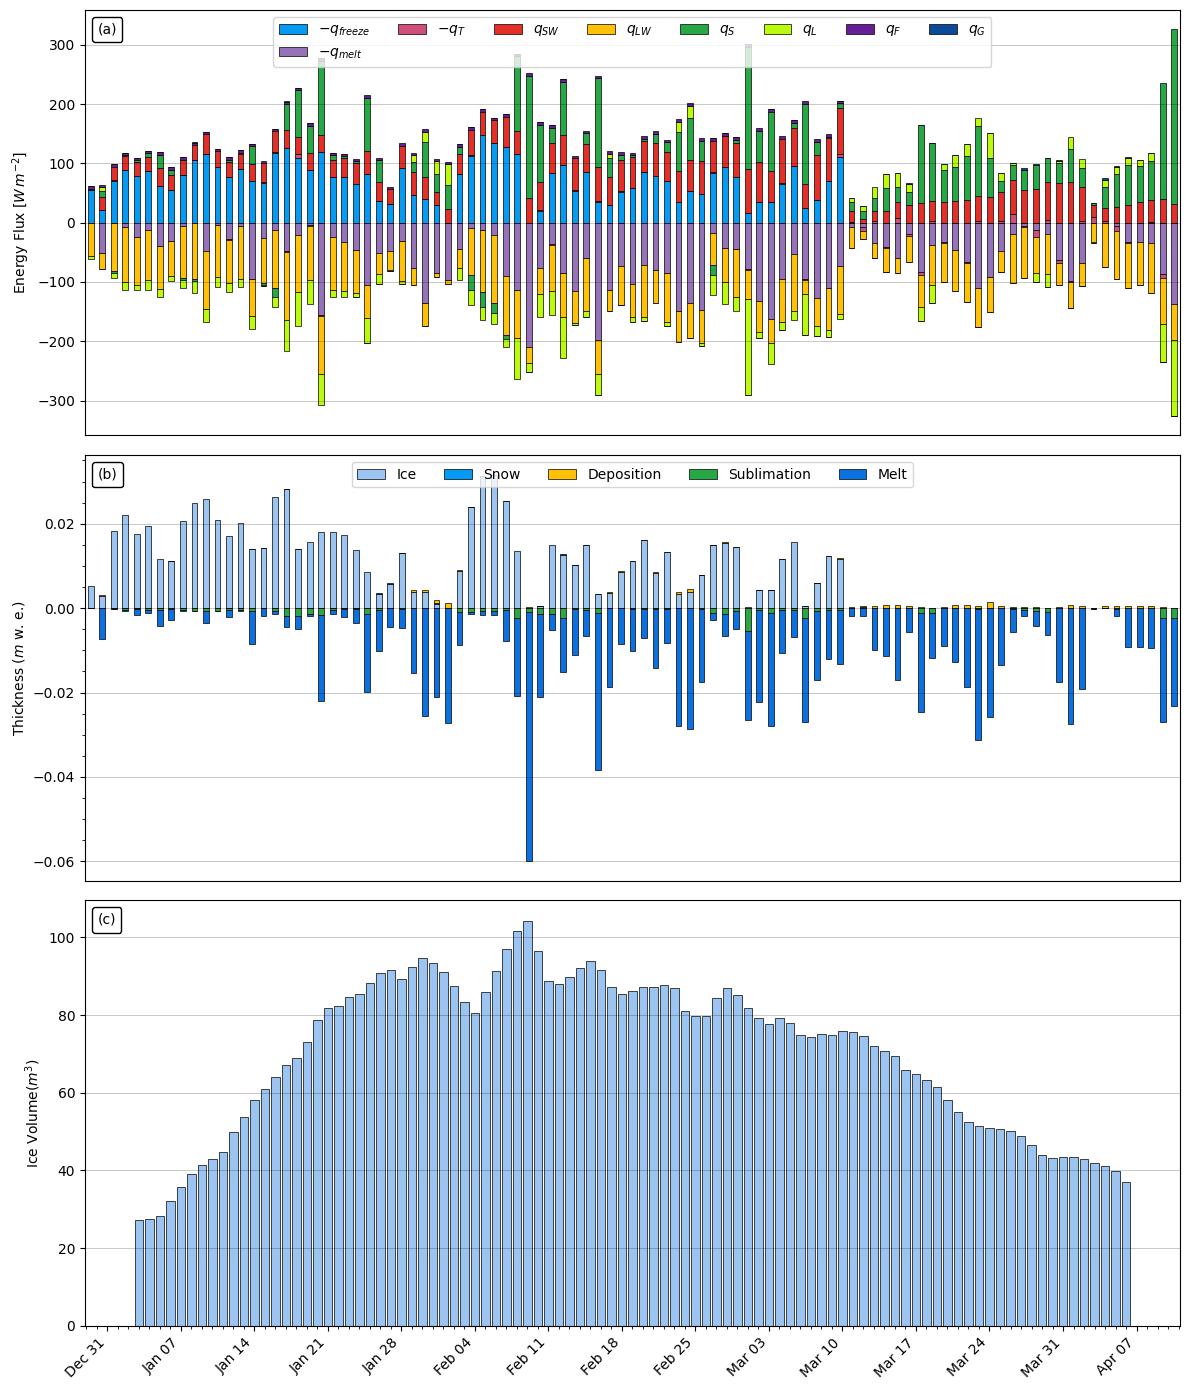 (a)
−q_freeze −q_T q_SW q_LW q_S q_L q_F q_G
−q_melt
Energy Flux [W m⁻²]
300
200
100
0
−100
−200
−300
(b)
Ice Snow Deposition Sublimation Melt
Thickness (m w. e.)
0.02
0.00
−0.02
−0.04
−0.06
(c)
Ice Volume(m³)
100
80
60
40
20
0
Dec 31 Jan 07 Jan 14 Jan 21 Jan 28 Feb 04 Feb 11 Feb 18 Feb 25 Mar 03 Mar 10 Mar 17 Mar 24 Mar 31 Apr 07